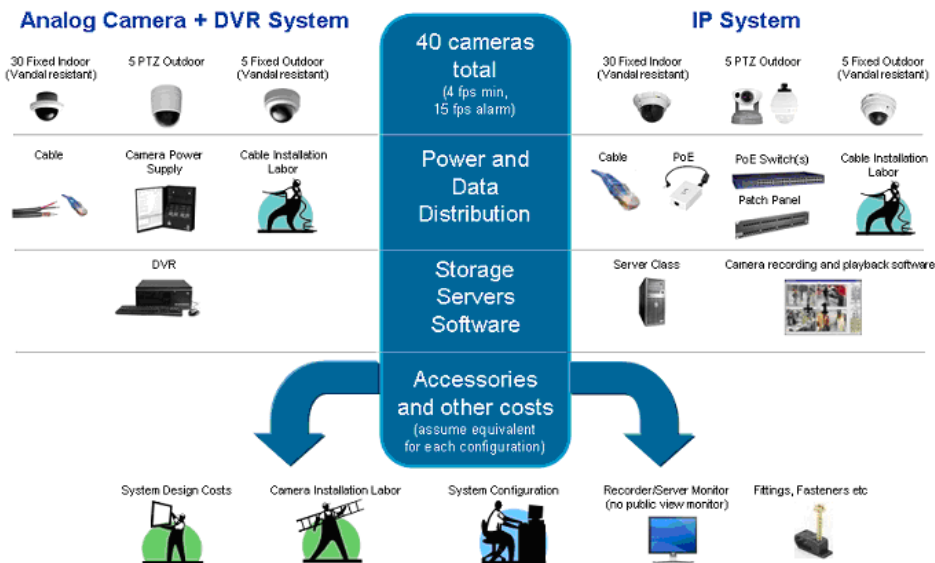 Analog Camera + DVR System
IP System
40 cameras
total
(4 fps min,
15 fps alarm)
30 Fixed Indoor
(Vandal resistant)
5 PTZ Outdoor
5 Fixed Outdoor
(Vandal resistant)
30 Fixed Indoor
(Vandal resistant)
5 PTZ Outdoor
5 Fixed Outdoor
(Vandal resistant)
Cable
Camera Power
Supply
Cable Installation
Labor
Power and
Data
Distribution
Cable
PoE
PoE Switch(s)
Patch Panel
Cable Installation
Labor
DVR
Storage
Servers
Software
Server Class
Camera recording and playback software
Accessories
and other costs
(assume equivalent
for each configuration)
System Design Costs
Camera Installation Labor
System Configuration
Recorder/Server Monitor
(no public view monitor)
Fittings, Fasteners etc